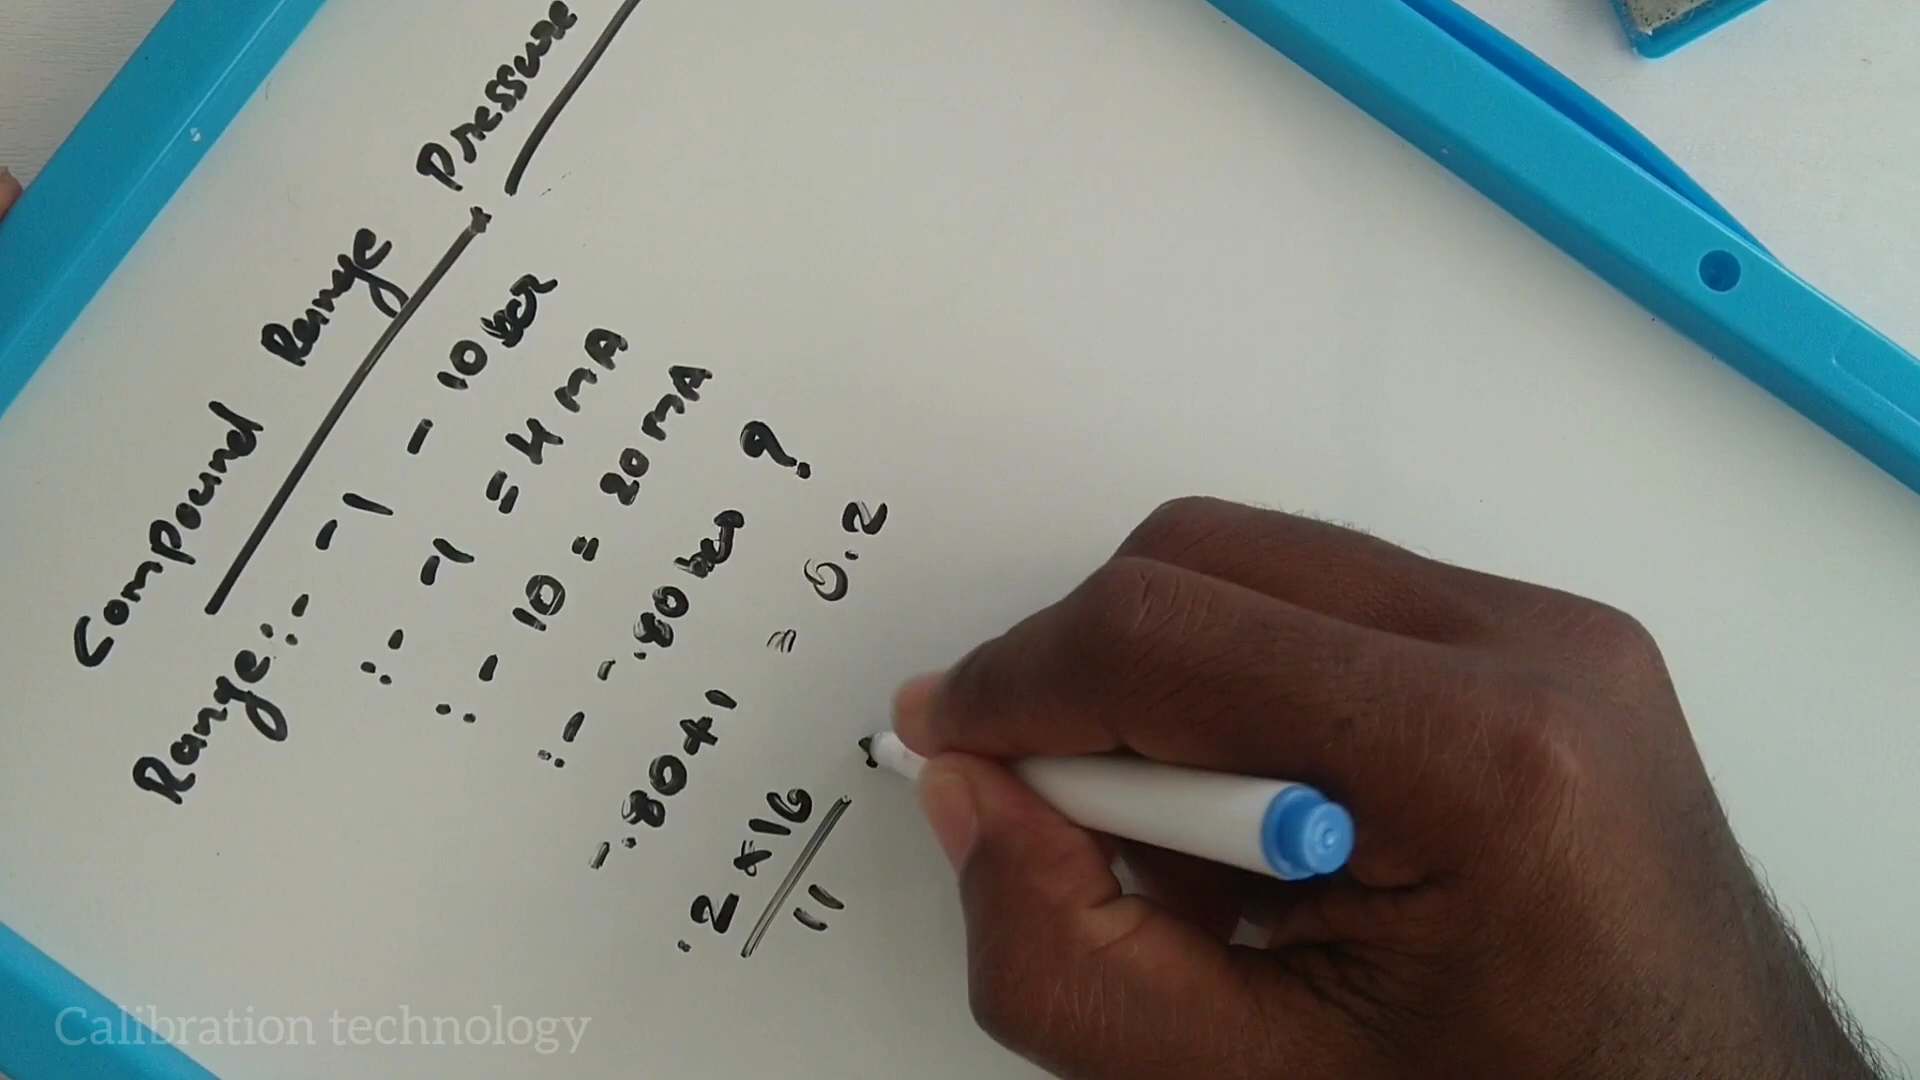 Compound Range Pressure
Range :- -1 - 10 bar
:- -1 = 4 mA
:- 10 = 20 mA
:- -.80 bar ?
-.80+1 = 0.2
.2 x 16
11
Calibration technology